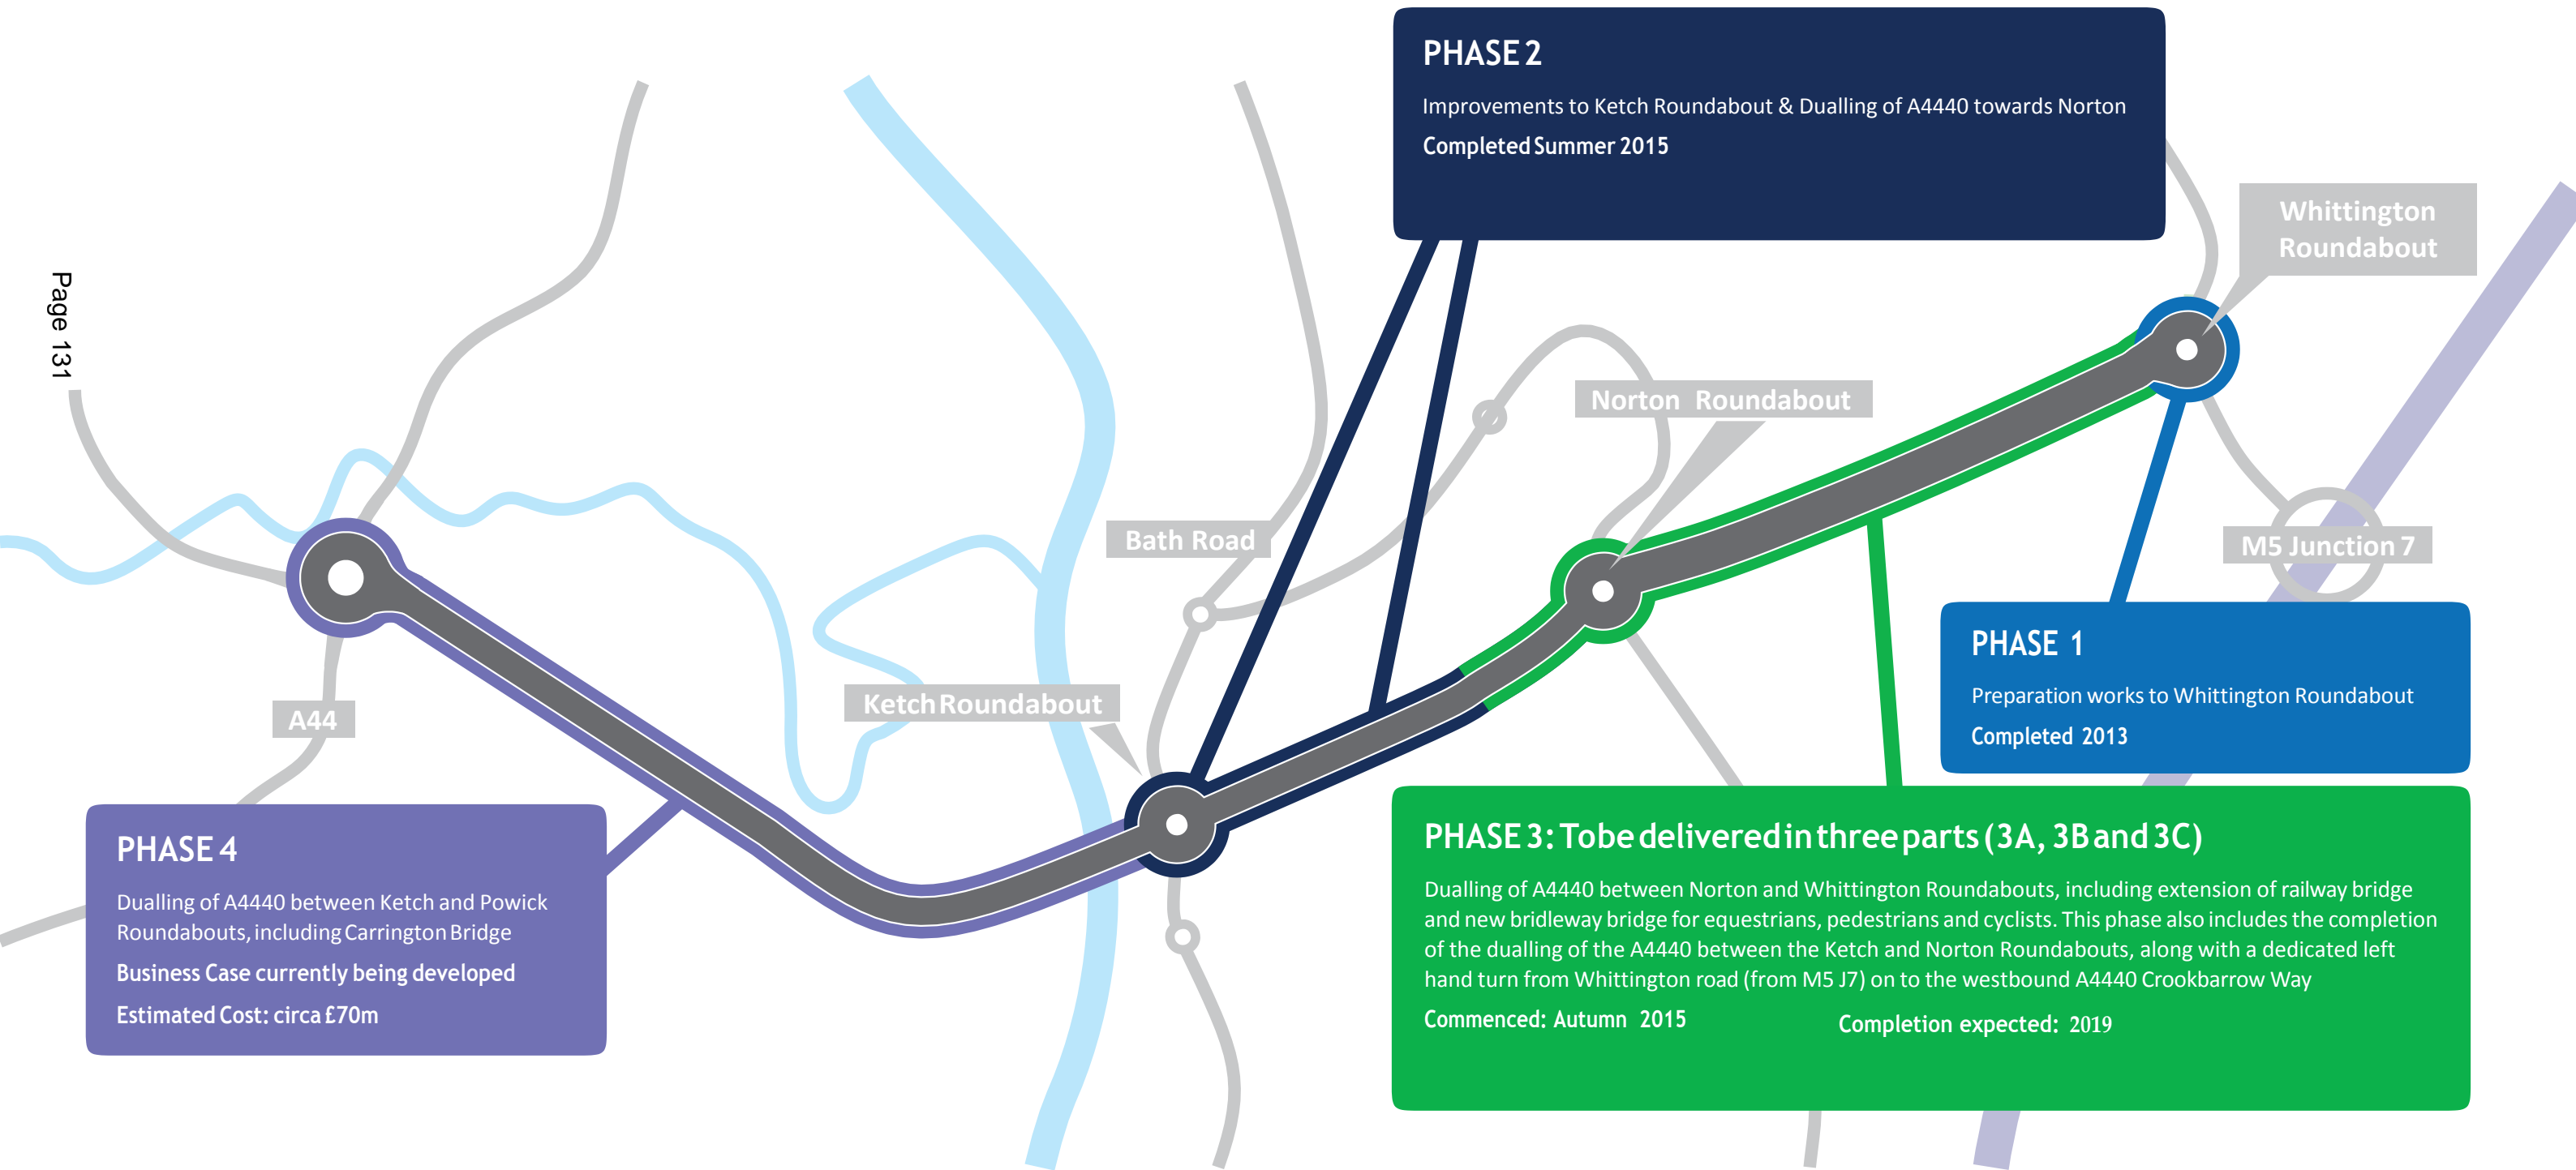 PHASE 2
Improvements to Ketch Roundabout & Dualling of A4440 towards Norton
Completed Summer 2015
Whittington
Roundabout
Page 131
Norton Roundabout
Bath Road
M5 Junction 7
PHASE 1
Preparation works to Whittington Roundabout
Completed 2013
Ketch Roundabout
A44
PHASE 4
Dualling of A4440 between Ketch and Powick
Roundabouts, including Carrington Bridge
Business Case currently being developed
Estimated Cost: circa £70m
PHASE 3: To be delivered in three parts (3A, 3B and 3C)
Dualling of A4440 between Norton and Whittington Roundabouts, including extension of railway bridge
and new bridleway bridge for equestrians, pedestrians and cyclists. This phase also includes the completion
of the dualling of the A4440 between the Ketch and Norton Roundabouts, along with a dedicated left
hand turn from Whittington road (from M5 J7) on to the westbound A4440 Crookbarrow Way
Commenced: Autumn 2015 Completion expected: 2019